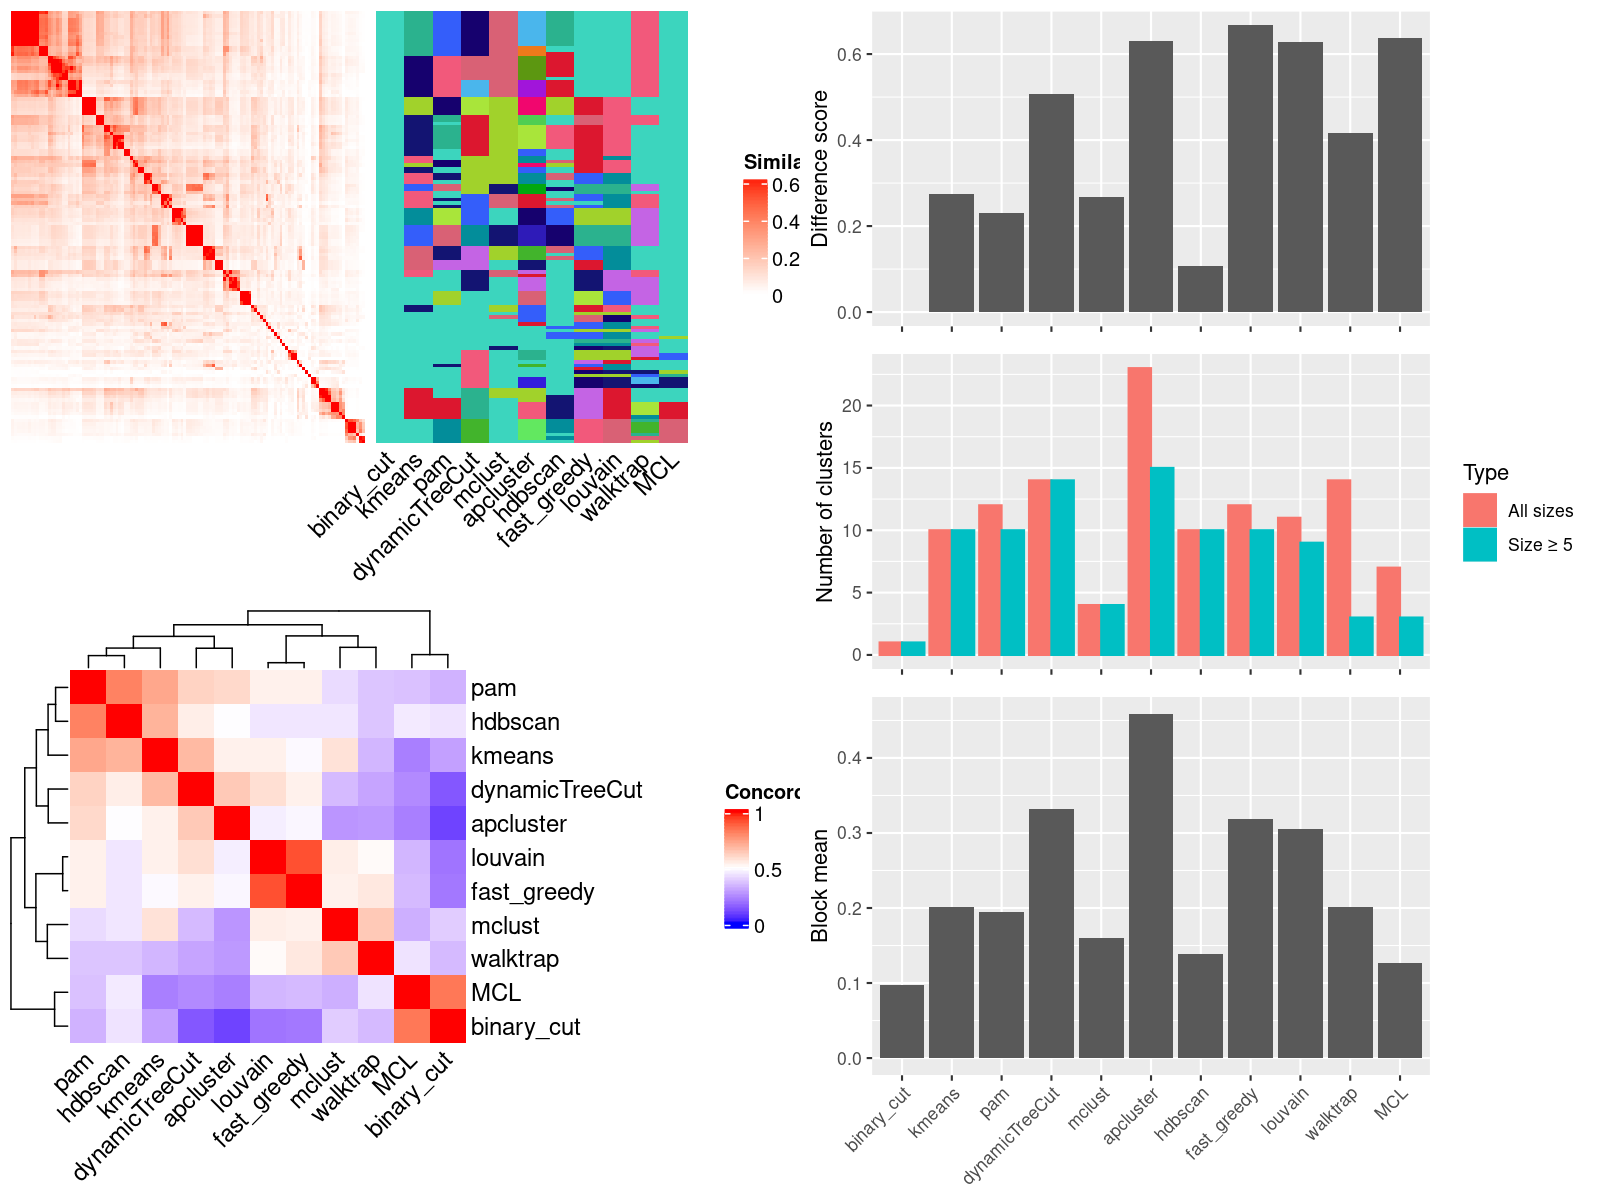 Simila
0.6
0.4
0.2
0
binary_cut
kmeans
pam
dynamicTreeCut
mclust
apcluster
hdbscan
fast_greedy
louvain
walktrap
MCL
pam
hdbscan
kmeans
dynamicTreeCut
apcluster
louvain
fast_greedy
mclust
walktrap
MCL
binary_cut
Concord
1
0.5
0
pam
hdbscan
kmeans
dynamicTreeCut
apcluster
louvain
fast_greedy
mclust
walktrap
MCL
binary_cut
Difference score
0.6
0.4
0.2
0.0
Number of clusters
20
15
10
5
0
Type
All sizes
Size ≥ 5
Block mean
0.4
0.3
0.2
0.1
0.0
binary_cut
kmeans
pam
dynamicTreeCut
mclust
apcluster
hdbscan
fast_greedy
louvain
walktrap
MCL